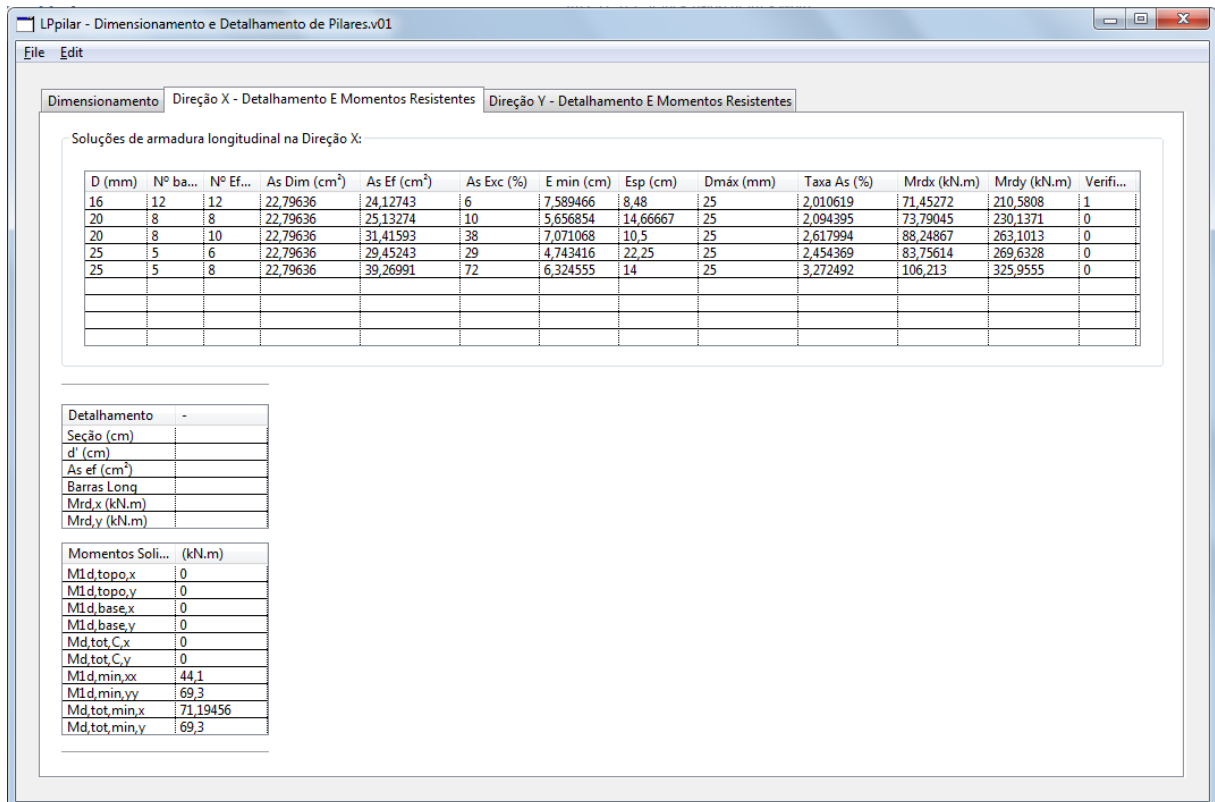 LPpilar - Dimensionamento e Detalhamento de Pilares.v01
File Edit
Dimensionamento Direção X - Detalhamento E Momentos Resistentes Direção Y - Detalhamento E Momentos Resistentes
Soluções de armadura longitudinal na Direção X:
D (mm) Nº ba... Nº Ef... As Dim (cm²) As Ef (cm²) As Exc (%) E min (cm) Esp (cm) Dmáx (mm) Taxa As (%) Mrdx (kN.m) Mrdy (kN.m) Verifi...
16 12 12 22,79636 24,12743 6 7,589466 8,48 25 2,010619 71,45272 210,5808 1
20 8 8 22,79636 25,13274 10 5,656854 14,66667 25 2,094395 73,79045 230,1371 0
20 8 10 22,79636 31,41593 38 7,071068 10,5 25 2,617994 88,24867 263,1013 0
25 5 6 22,79636 29,45243 29 4,743416 22,25 25 2,454369 83,75614 269,6328 0
25 5 8 22,79636 39,26991 72 6,324555 14 25 3,272492 106,213 325,9555 0
Detalhamento -
Seção (cm)
d' (cm)
As ef (cm²)
Barras Long
Mrd,x (kN.m)
Mrd,y (kN.m)
Momentos Soli... (kN.m)
M1d,topo,x 0
M1d,topo,y 0
M1d,base,x 0
M1d,base,y 0
Md,tot,C,x 0
Md,tot,C,y 0
M1d,min,xx 44,1
M1d,min,yy 69,3
Md,tot,min,x 71,19456
Md,tot,min,y 69,3